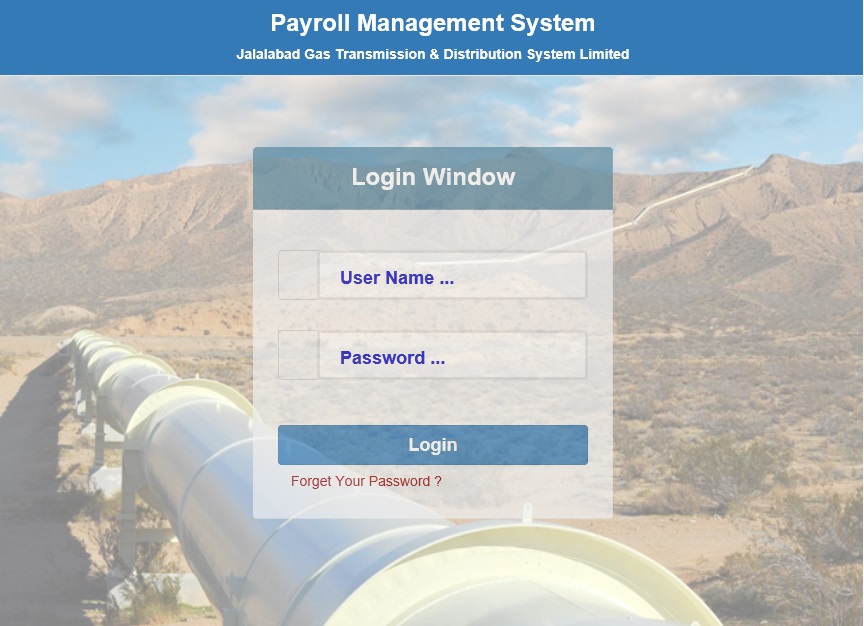 Payroll Management System
Jalalabad Gas Transmission & Distribution System Limited
Login Window
User Name ...
Password ...
Login
Forget Your Password ?